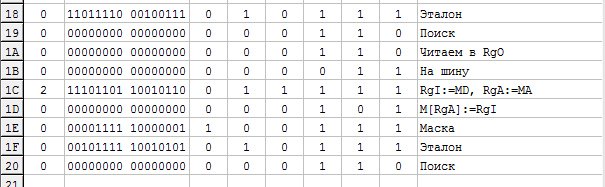 18 0 11011110 00100111 0 1 0 1 1 1 Эталон
19 0 00000000 00000000 0 0 0 1 1 0 Поиск
1A 0 00000000 00000000 0 0 0 1 1 0 Читаем в RgO
1B 0 00000000 00000000 0 0 0 0 1 1 На шину
1C 2 11101101 10010110 0 1 1 1 1 1 RgI:=MD, RgA:=MA
1D 0 00000000 00000000 0 0 0 1 0 1 M[RgA]:=RgI
1E 0 00001111 10000001 1 0 0 1 1 1 Маска
1F 0 00101111 10010101 0 1 0 1 1 1 Эталон
20 0 00000000 00000000 0 0 0 1 1 0 Поиск
21